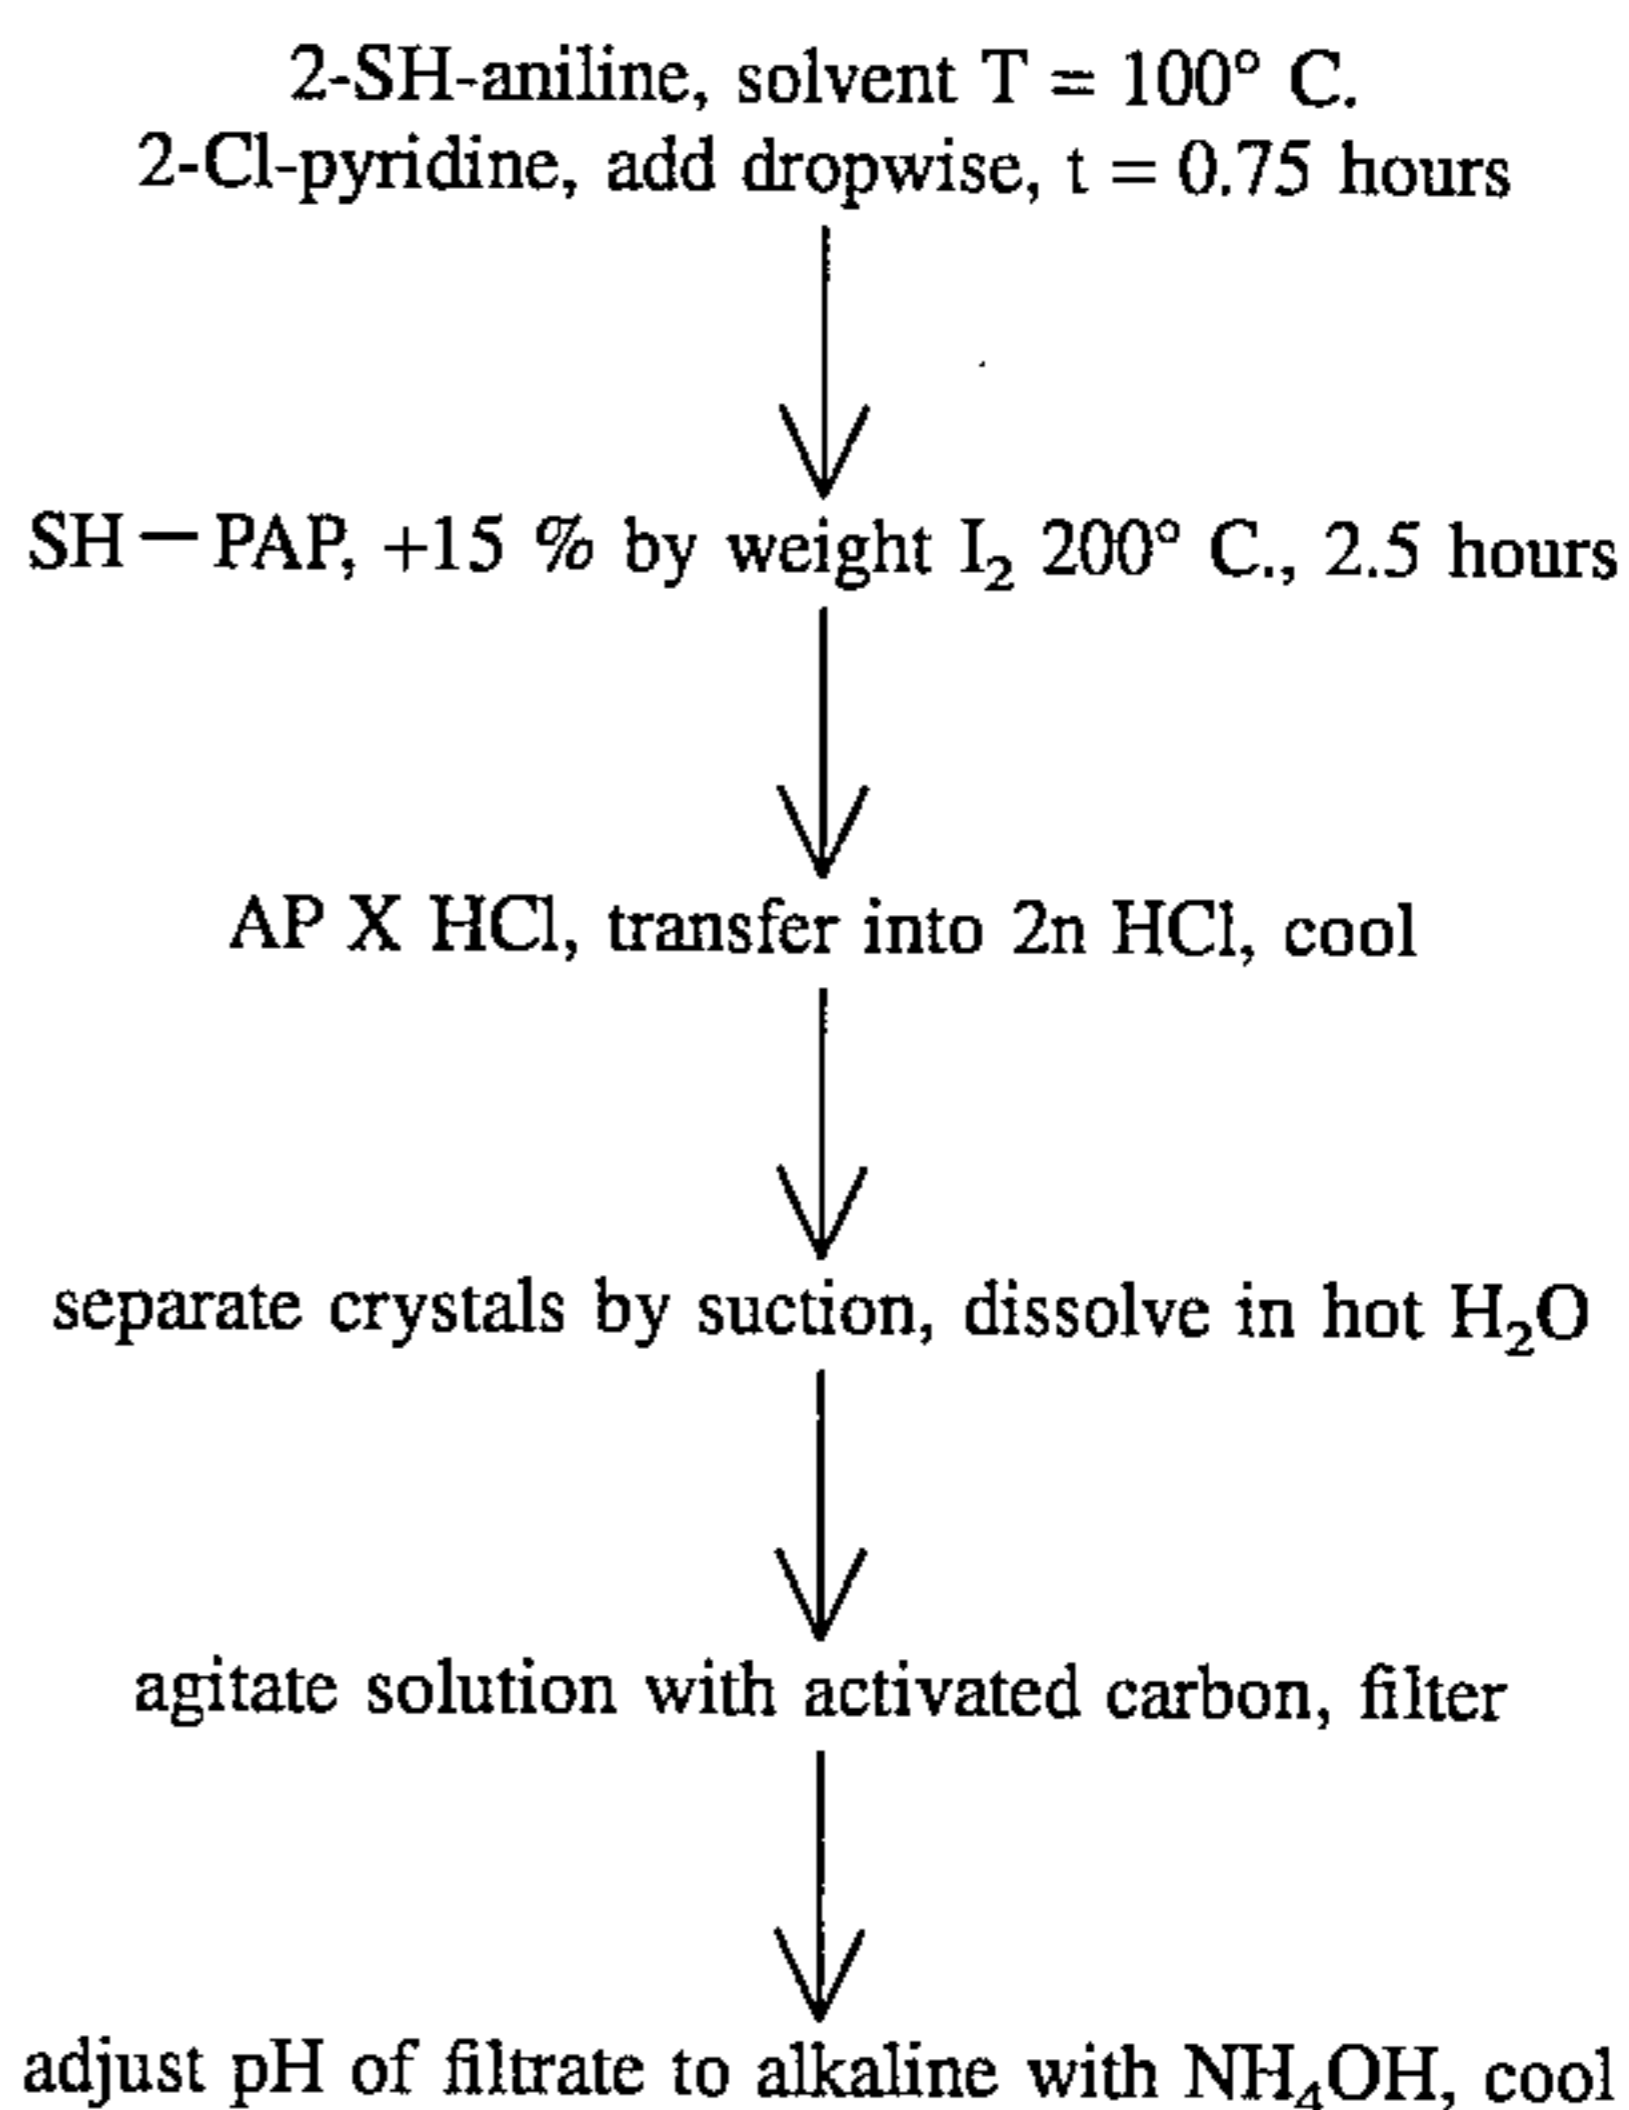 2-SH-aniline, solvent T = 100° C.
2-Cl-pyridine, add dropwise, t = 0.75 hours
SH—PAP, +15 % by weight I₂ 200° C., 2.5 hours
AP X HCl, transfer into 2n HCl, cool
separate crystals by suction, dissolve in hot H₂O
agitate solution with activated carbon, filter
adjust pH of filtrate to alkaline with NH₄OH, cool